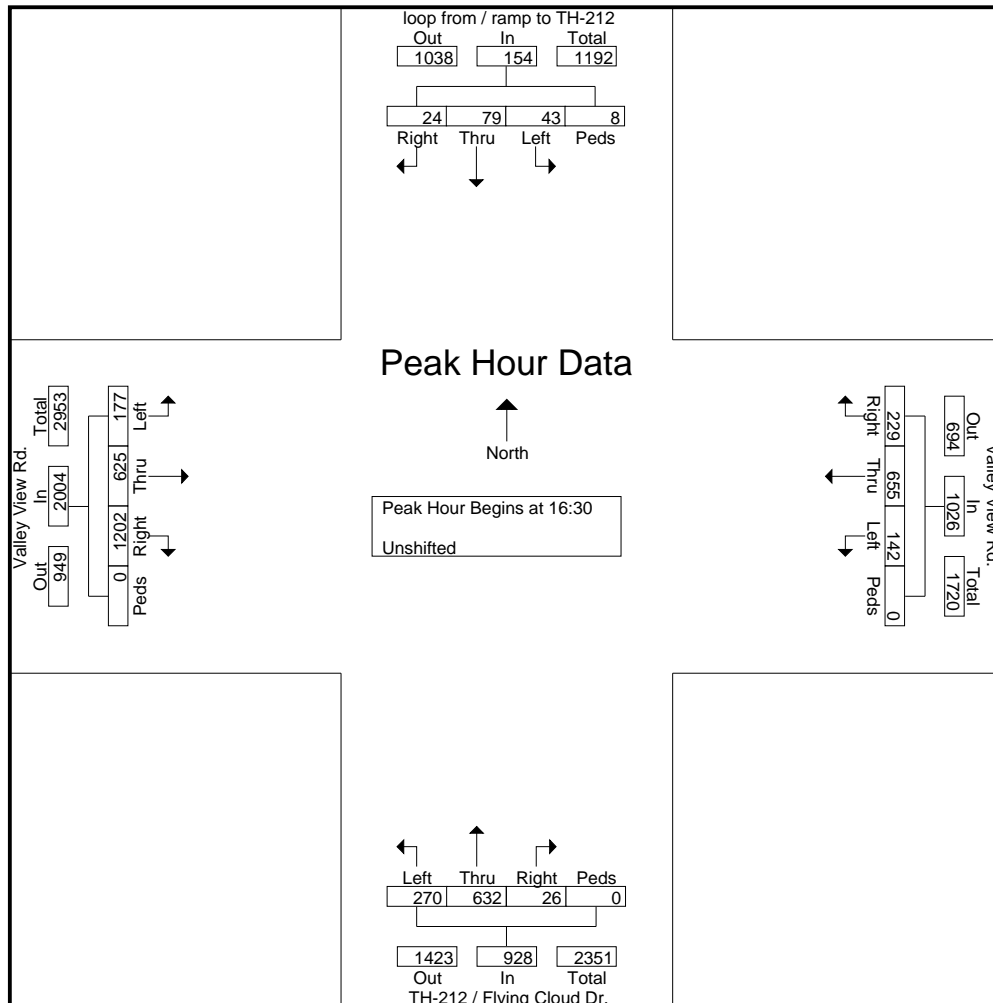 loop from / ramp to TH-212
Out In Total
1038 154 1192
24 79 43 8
Right Thru Left Peds
Peak Hour Data
North
Peak Hour Begins at 16:30
Unshifted
Valley View Rd.
Out In Total
949 2004 2953
0 1202 625 177
Peds Right Thru Left
Valley View Rd.
Out In Total
694 1026 1720
229 655 142 0
Right Thru Left Peds
Left Thru Right Peds
270 632 26 0
1423 928 2351
Out In Total
TH-212 / Flying Cloud Dr.